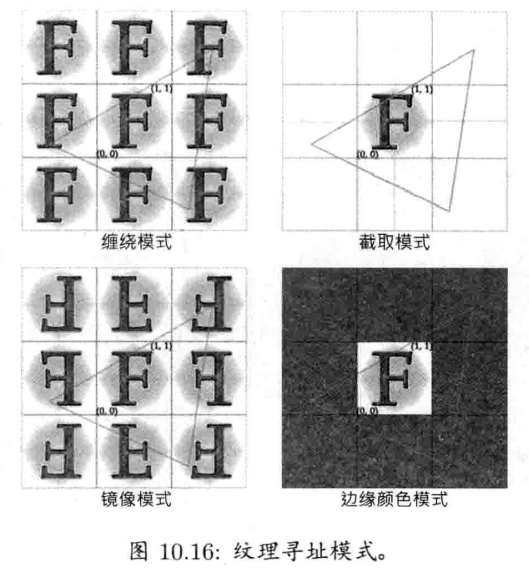 F F F
(1, 1)
F F F
(0, 0)
F F F
缠绕模式
(1, 1)
F
(0, 0)
截取模式
(1, 1)
F
(0, 0)
镜像模式
(1, 1)
F
(0, 0)
边缘颜色模式
图 10.16: 纹理寻址模式。